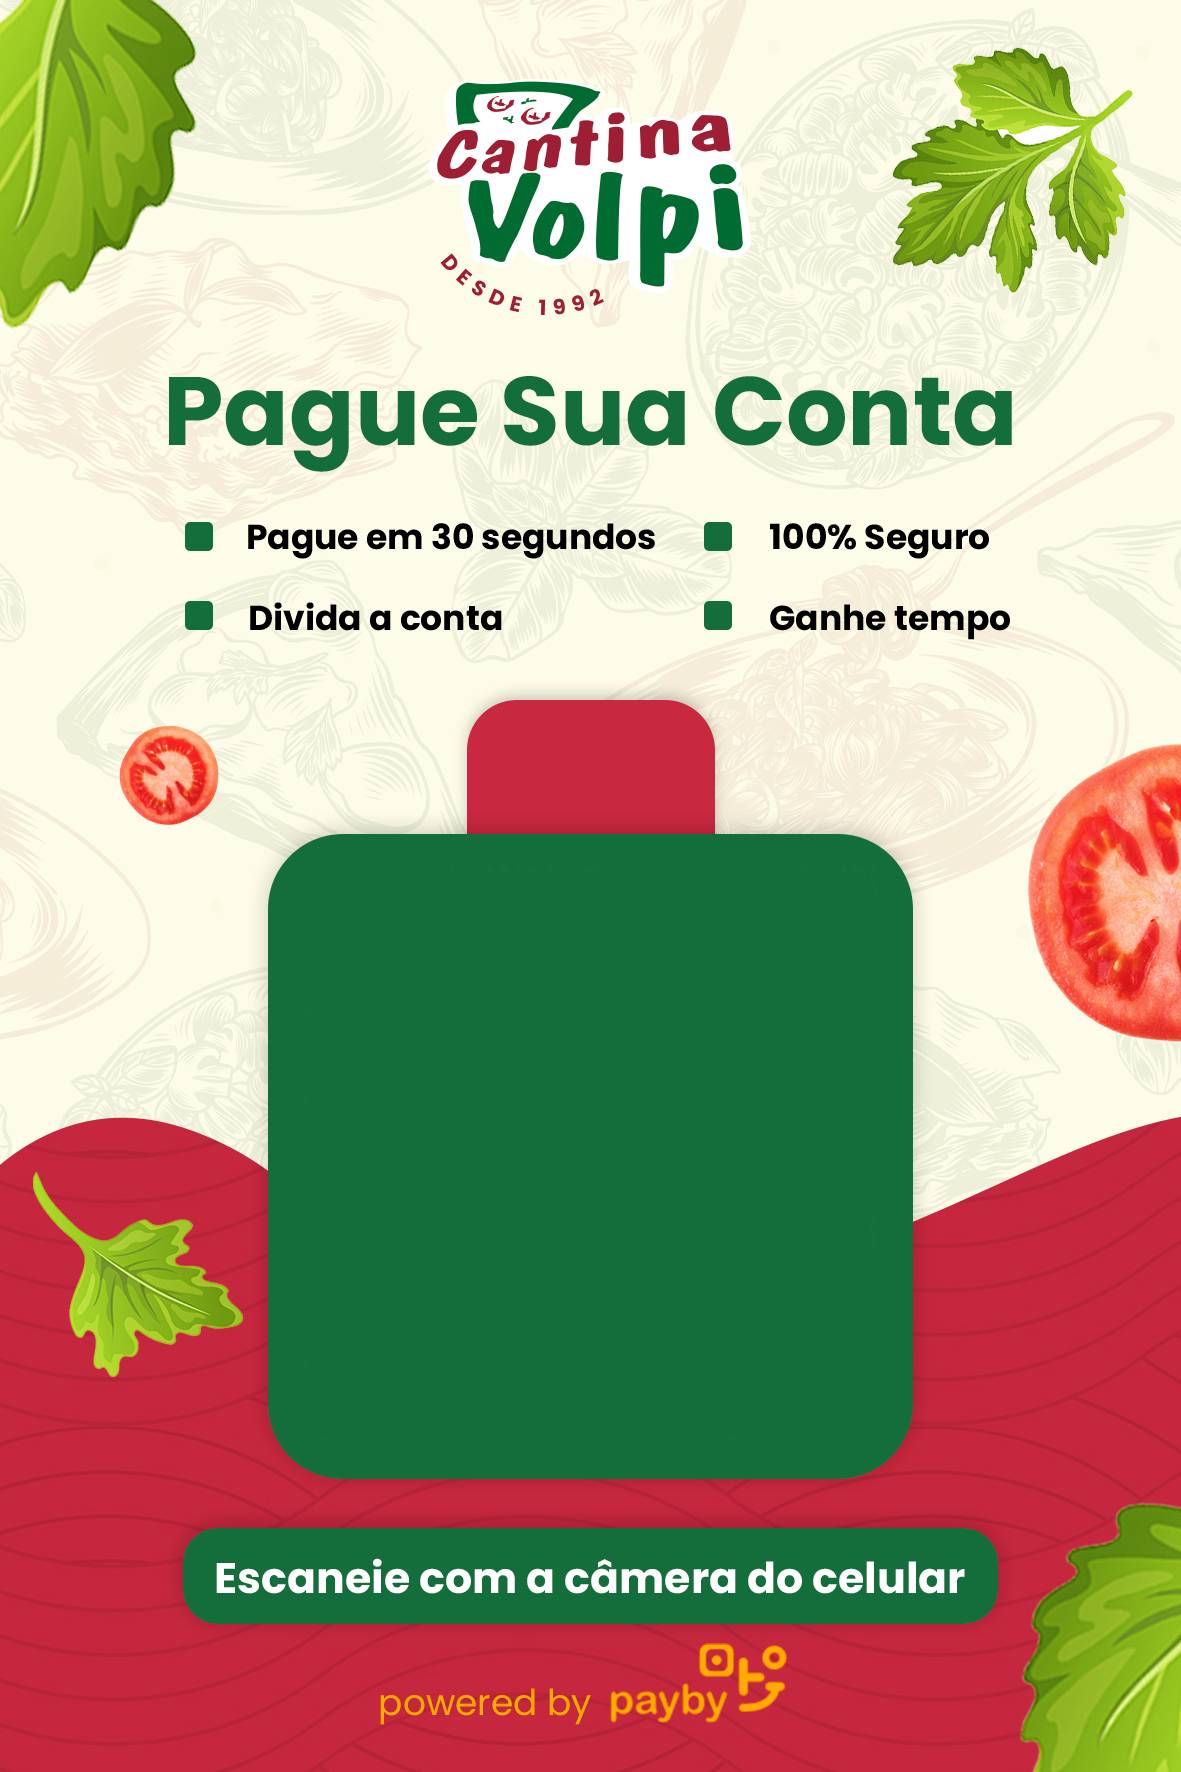 Cantina
Volpi
DESDE 1992
Pague Sua Conta
Pague em 30 segundos
100% Seguro
Divida a conta
Ganhe tempo
Escaneie com a câmera do celular
powered by payby